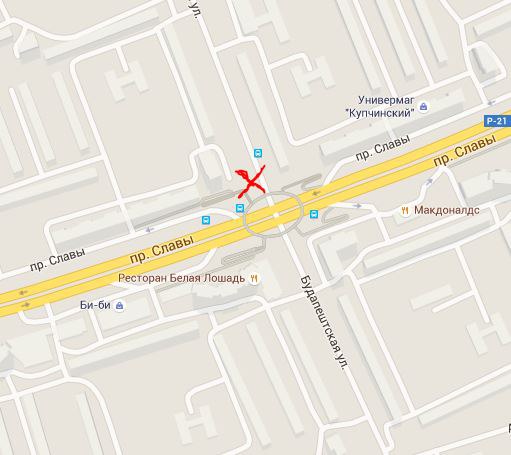 ул.
Универмаг
"Купчинский"
Р-21
пр. Славы
пр. Славы
Макдоналдс
пр. Славы
пр. Славы
Ресторан Белая Лошадь
Би-би
Будапештская ул.